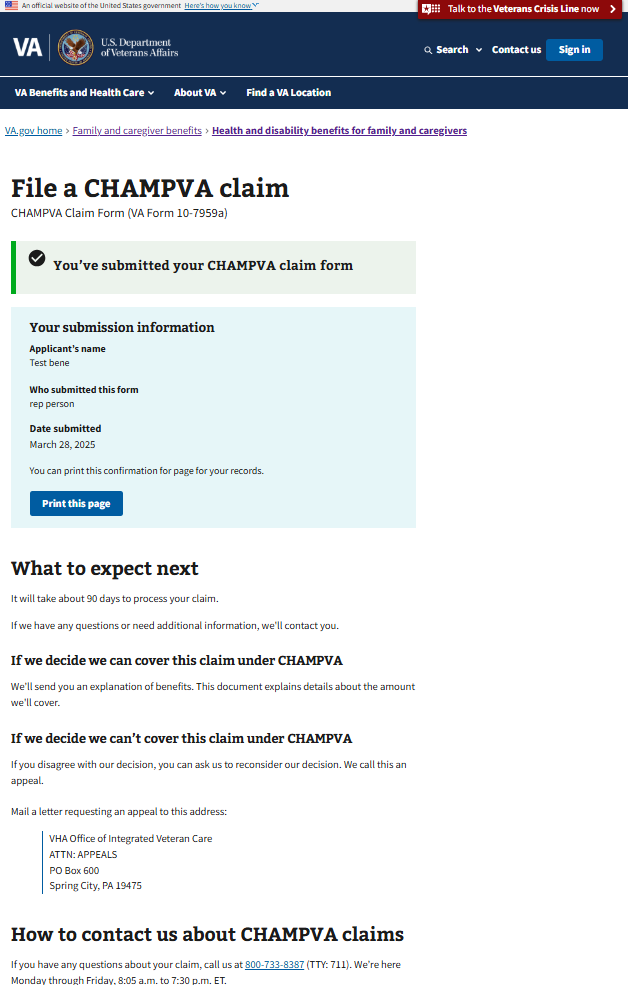 An official website of the United States government Here's how you know
Talk to the Veterans Crisis Line now
VA
U.S. Department
of Veterans Affairs
Search
Contact us
Sign in
VA Benefits and Health Care
About VA
Find a VA Location
VA.gov home › Family and caregiver benefits › Health and disability benefits for family and caregivers
File a CHAMPVA claim
CHAMPVA Claim Form (VA Form 10-7959a)
You've submitted your CHAMPVA claim form
Your submission information
Applicant's name
Test bene
Who submitted this form
rep person
Date submitted
March 28, 2025
You can print this confirmation for page for your records.
Print this page
What to expect next
It will take about 90 days to process your claim.
If we have any questions or need additional information, we'll contact you.
If we decide we can cover this claim under CHAMPVA
We'll send you an explanation of benefits. This document explains details about the amount
we'll cover.
If we decide we can't cover this claim under CHAMPVA
If you disagree with our decision, you can ask us to reconsider our decision. We call this an
appeal.
Mail a letter requesting an appeal to this address:
VHA Office of Integrated Veteran Care
ATTN: APPEALS
PO Box 600
Spring City, PA 19475
How to contact us about CHAMPVA claims
If you have any questions about your claim, call us at 800-733-8387 (TTY: 711). We're here
Monday through Friday, 8:05 a.m. to 7:30 p.m. ET.